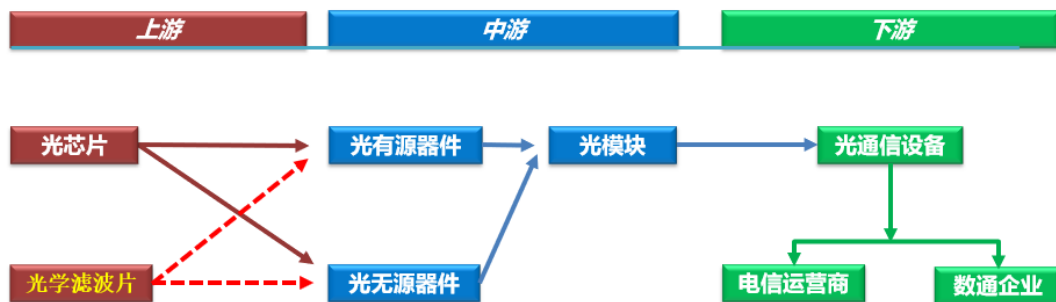 上游
中游
下游
光芯片
光有源器件
光模块
光通信设备
光学滤波片
光无源器件
电信运营商
数通企业